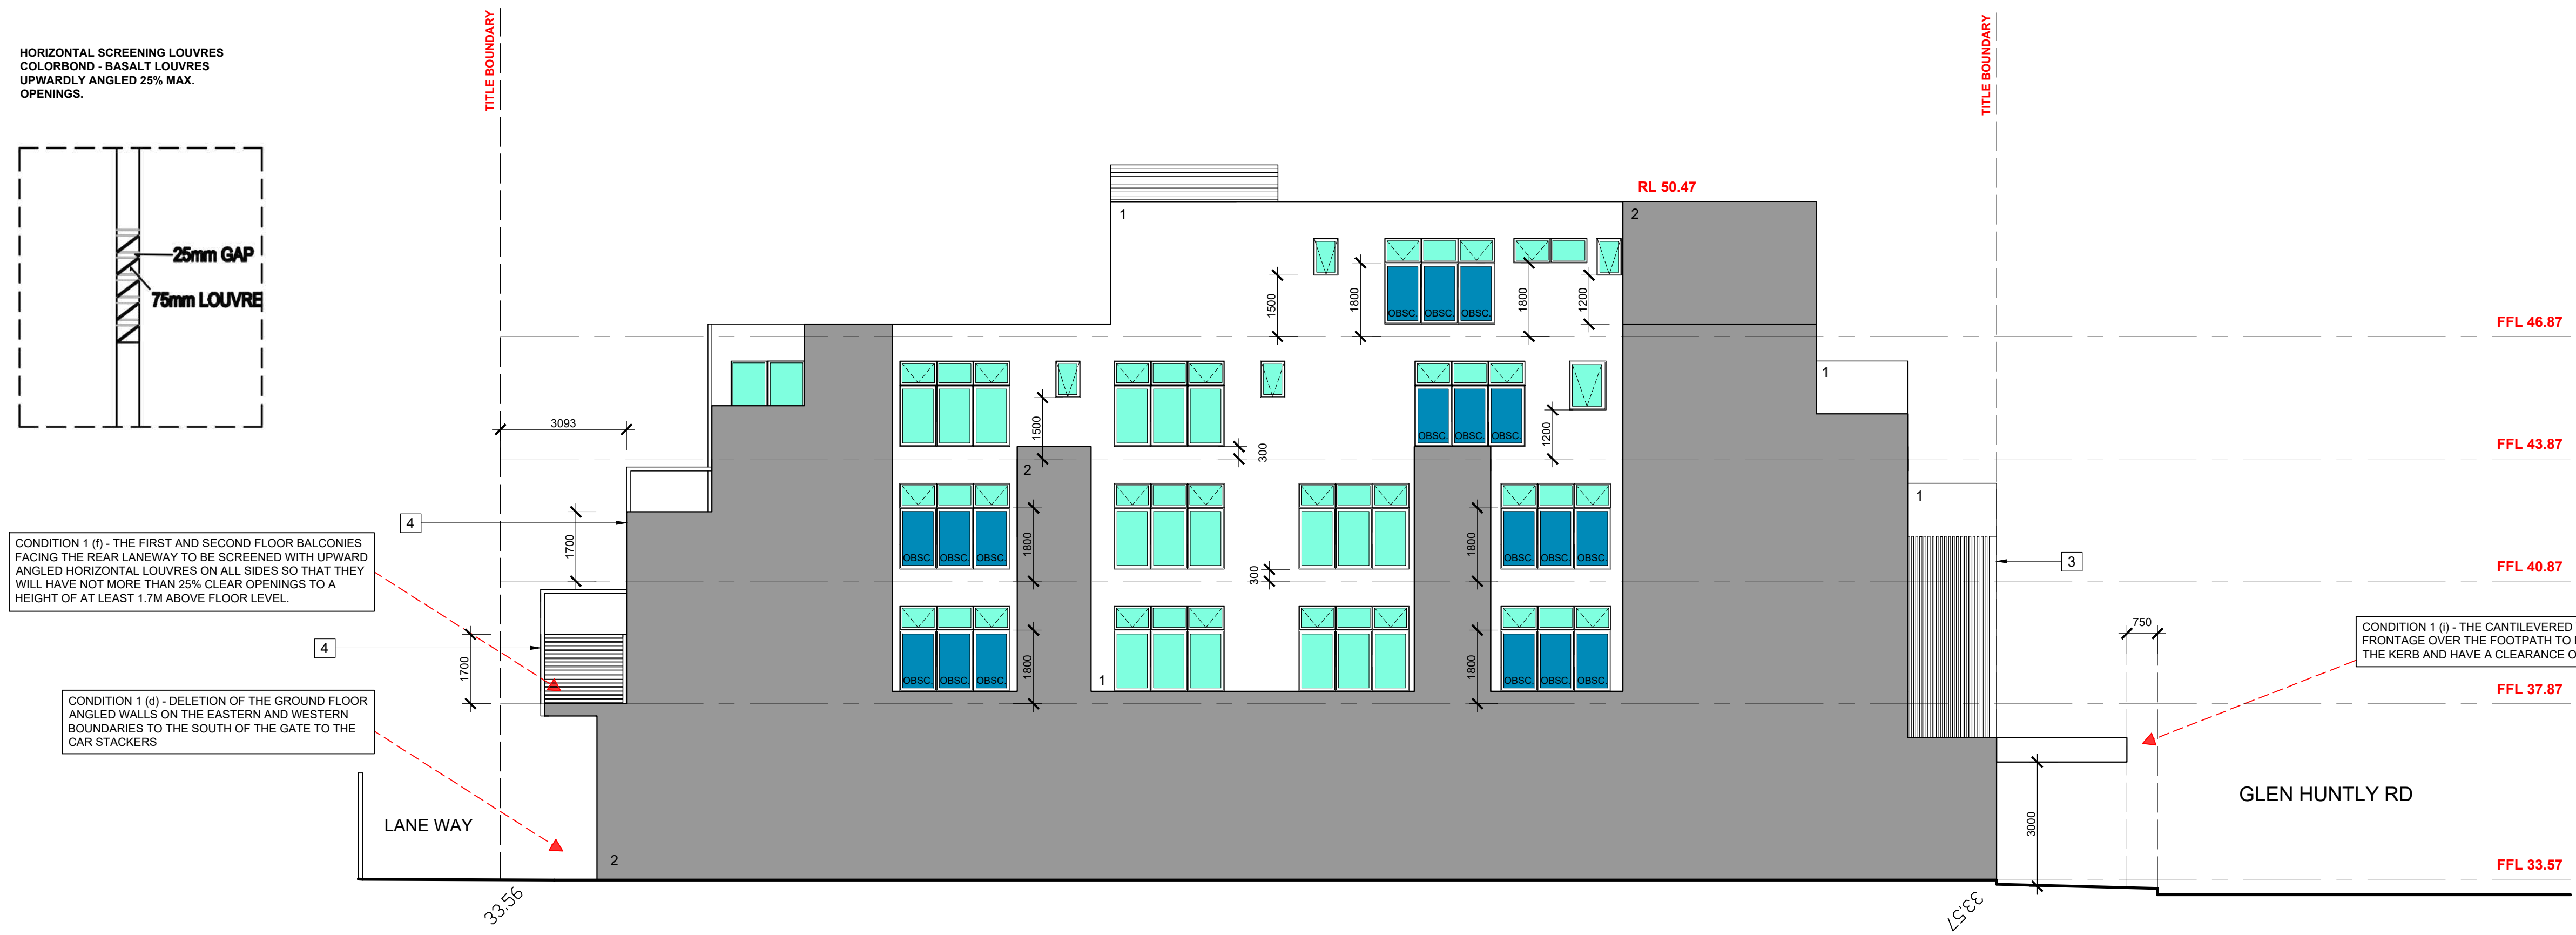 HORIZONTAL SCREENING LOUVRES
COLORBOND - BASALT LOUVRES
UPWARDLY ANGLED 25% MAX.
OPENINGS.
25mm GAP
75mm LOUVRE
TITLE BOUNDARY
TITLE BOUNDARY
RL 50.47
1
2
1500
1800
OBSC. OBSC. OBSC.
1800
1200
FFL 46.87
1
3093
1500
300
OBSC. OBSC. OBSC.
1200
FFL 43.87
2
1
4
1700
OBSC. OBSC. OBSC.
1800
300
1800
OBSC. OBSC. OBSC.
3
FFL 40.87
CONDITION 1 (f) - THE FIRST AND SECOND FLOOR BALCONIES
FACING THE REAR LANEWAY TO BE SCREENED WITH UPWARD
ANGLED HORIZONTAL LOUVRES ON ALL SIDES SO THAT THEY
WILL HAVE NOT MORE THAN 25% CLEAR OPENINGS TO A
HEIGHT OF AT LEAST 1.7M ABOVE FLOOR LEVEL.
4
1700
OBSC. OBSC. OBSC.
1800
1
1800
OBSC. OBSC. OBSC.
750
CONDITION 1 (i) - THE CANTILEVERED
FRONTAGE OVER THE FOOTPATH TO
THE KERB AND HAVE A CLEARANCE
FFL 37.87
CONDITION 1 (d) - DELETION OF THE GROUND FLOOR
ANGLED WALLS ON THE EASTERN AND WESTERN
BOUNDARIES TO THE SOUTH OF THE GATE TO THE
CAR STACKERS
LANE WAY
2
3000
GLEN HUNTLY RD
FFL 33.57
33.56
33.57